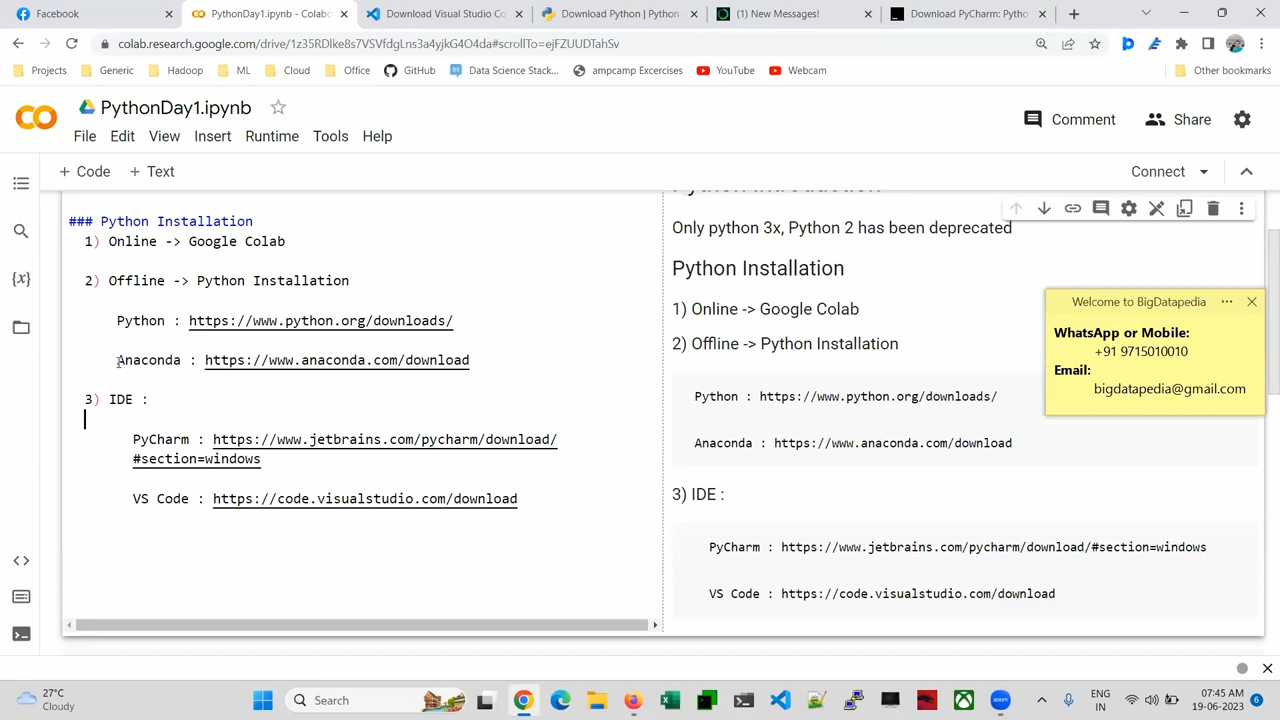 Facebook
PythonDay1.ipynb - Colabo
Download Visual Studio Co
Download Python | Python
(1) New Messages!
Download PyCharm: Pytho
colab.research.google.com/drive/1z35RDlke8s7VSVfdgLns3a4yjkG4O4da#scrollTo=ejFZUUDTahSv
Projects
Generic
Hadoop
ML
Cloud
Office
GitHub
Data Science Stack...
ampcamp Excercises
YouTube
Webcam
Other bookmarks
PythonDay1.ipynb
File Edit View Insert Runtime Tools Help
Comment
Share
+ Code + Text
Connect
### Python Installation
1) Online -> Google Colab
2) Offline -> Python Installation
Python : https://www.python.org/downloads/
Anaconda : https://www.anaconda.com/download
3) IDE :
PyCharm : https://www.jetbrains.com/pycharm/download/
#section=windows
VS Code : https://code.visualstudio.com/download
Python Introduction
Only python 3x, Python 2 has been deprecated
Python Installation
1) Online -> Google Colab
2) Offline -> Python Installation
Python : https://www.python.org/downloads/
Anaconda : https://www.anaconda.com/download
3) IDE :
PyCharm : https://www.jetbrains.com/pycharm/download/#section=windows
VS Code : https://code.visualstudio.com/download
Welcome to BigDatapedia
WhatsApp or Mobile:
+91 9715010010
Email:
bigdatapedia@gmail.com
27°C
Cloudy
Search
ENG
IN
07:45 AM
19-06-2023
6